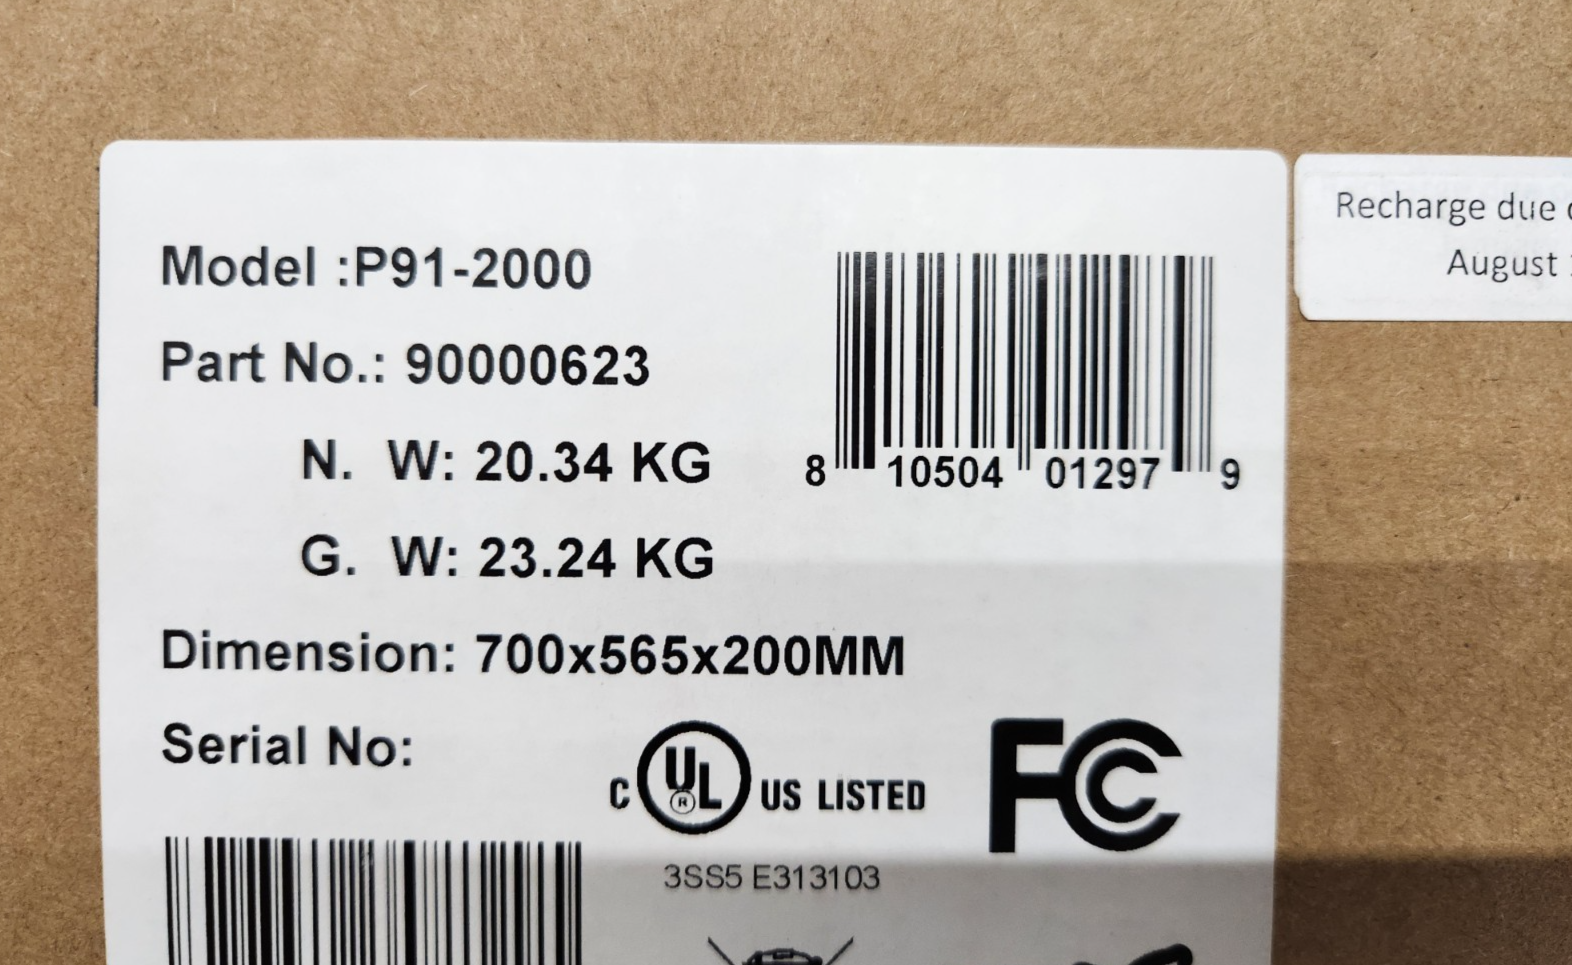 Model :P91-2000
Part No.: 90000623
N. W: 20.34 KG
G. W: 23.24 KG
Dimension: 700x565x200MM
Serial No:
8 10504 01297 9
C UL ® US LISTED
FC
3SS5 E313103
Recharge due
August